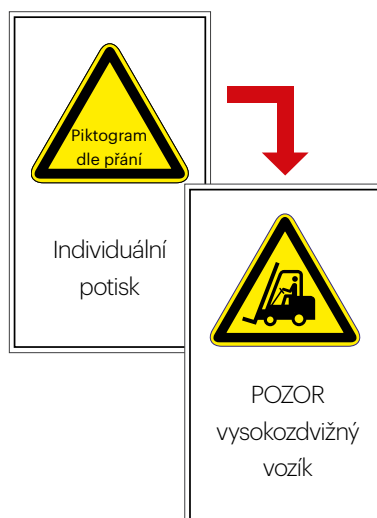 Piktogram
dle přání
Individuální
potisk
POZOR
vysokozdvižný
vozík